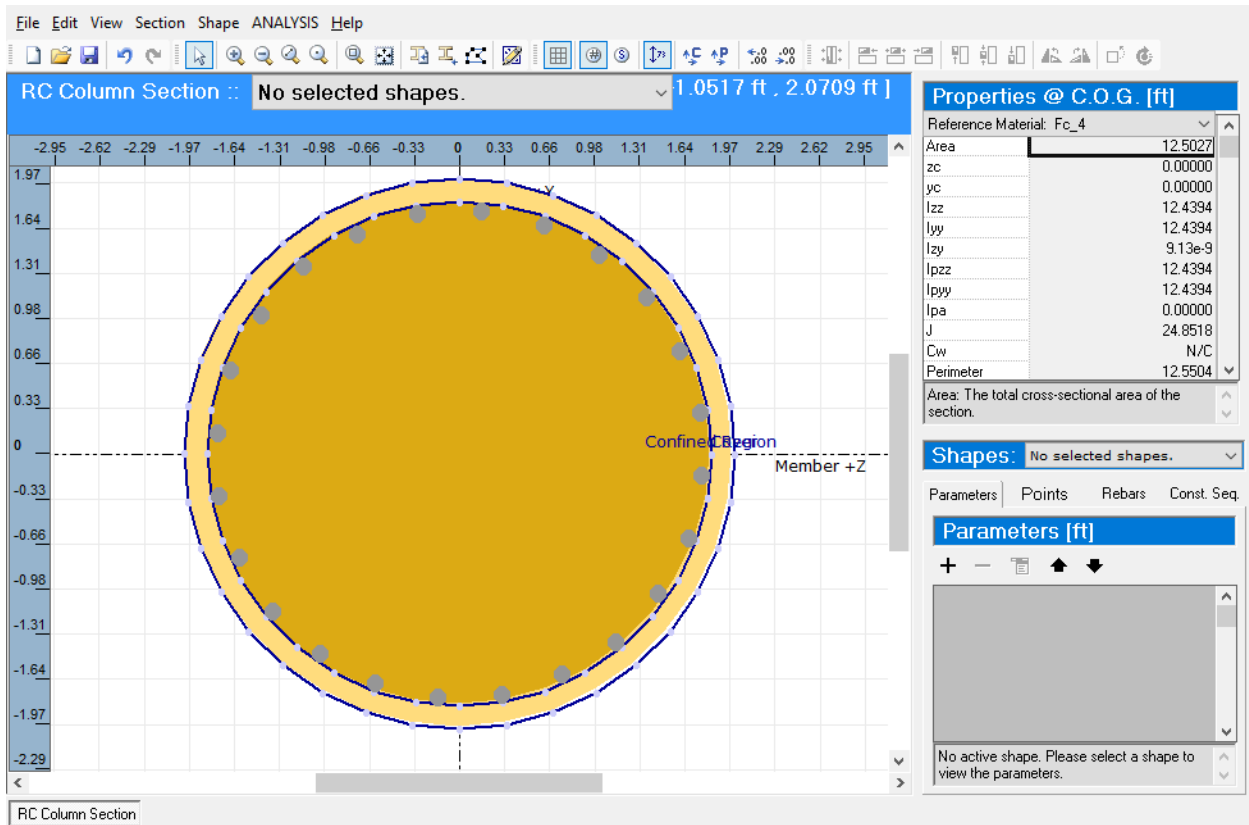 File Edit View Section Shape ANALYSIS Help
RC Column Section :: No selected shapes. -1.0517 ft , 2.0709 ft ]
-2.95 -2.62 -2.29 -1.97 -1.64 -1.31 -0.98 -0.66 -0.33 0 0.33 0.66 0.98 1.31 1.64 1.97 2.29 2.62 2.95
1.97
1.64
1.31
0.98
0.66
0.33
0
-0.33
-0.66
-0.98
-1.31
-1.64
-1.97
-2.29
Y
Confined Region
Cover
Member +Z
RC Column Section
Properties @ C.O.G. [ft]
Reference Material: Fc_4
Area 12.5027
zc 0.00000
yc 0.00000
Izz 12.4394
Iyy 12.4394
Izy 9.13e-9
Ipzz 12.4394
Ipyy 12.4394
Ipa 0.00000
J 24.8518
Cw N/C
Perimeter 12.5504
Area: The total cross-sectional area of the
section.
Shapes: No selected shapes.
Parameters Points Rebars Const. Seq.
Parameters [ft]
No active shape. Please select a shape to
view the parameters.